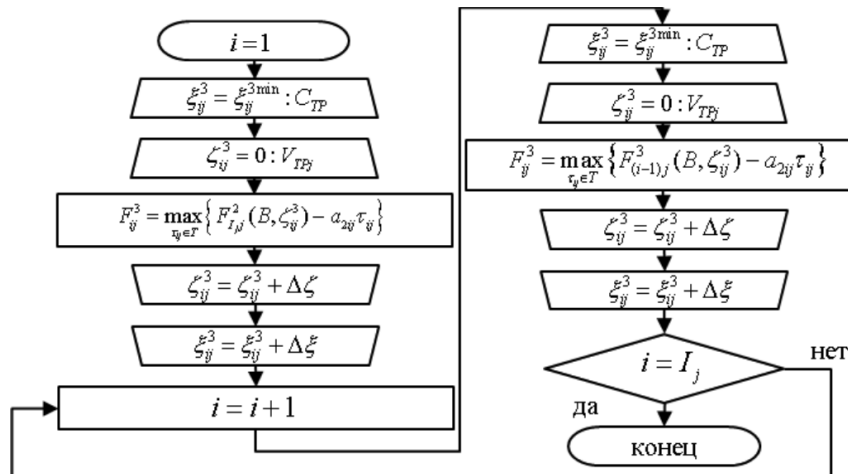 i=1
ξ³ᵢⱼ = ξ³ᵐⁱⁿᵢⱼ : C_TP
ζ³ᵢⱼ = 0 : V_TPj
F³ᵢⱼ = max_{τᵢⱼ∈T} {F²_{Iⱼj}(B, ζ³ᵢⱼ) − a₂ᵢⱼτᵢⱼ}
ζ³ᵢⱼ = ζ³ᵢⱼ + Δζ
ξ³ᵢⱼ = ξ³ᵢⱼ + Δξ
i = i + 1
ξ³ᵢⱼ = ξ³ᵐⁱⁿᵢⱼ : C_TP
ζ³ᵢⱼ = 0 : V_TPj
F³ᵢⱼ = max_{τᵢⱼ∈T} {F³_{(i−1)j}(B, ζ³ᵢⱼ) − a₂ᵢⱼτᵢⱼ}
ζ³ᵢⱼ = ζ³ᵢⱼ + Δζ
ξ³ᵢⱼ = ξ³ᵢⱼ + Δξ
i = Iⱼ
нет
да
конец